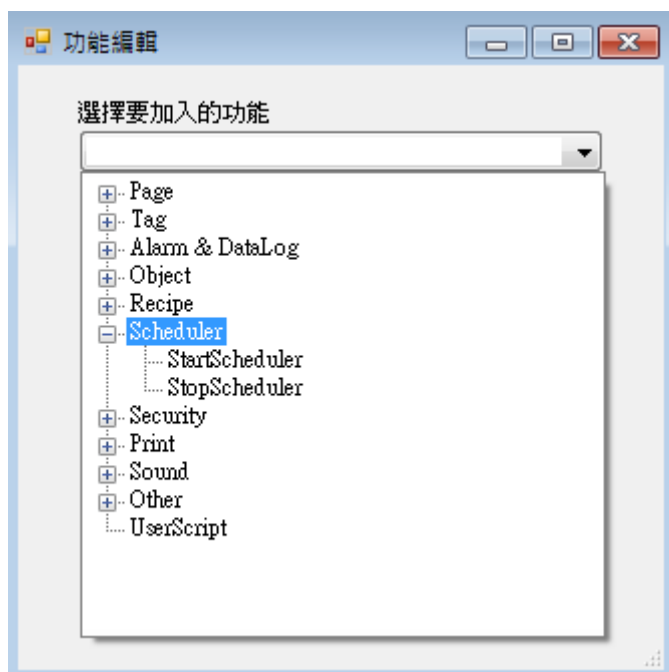 功能編輯
選擇要加入的功能
Page
Tag
Alarm & DataLog
Object
Recipe
Scheduler
StartScheduler
StopScheduler
Security
Print
Sound
Other
UserScript